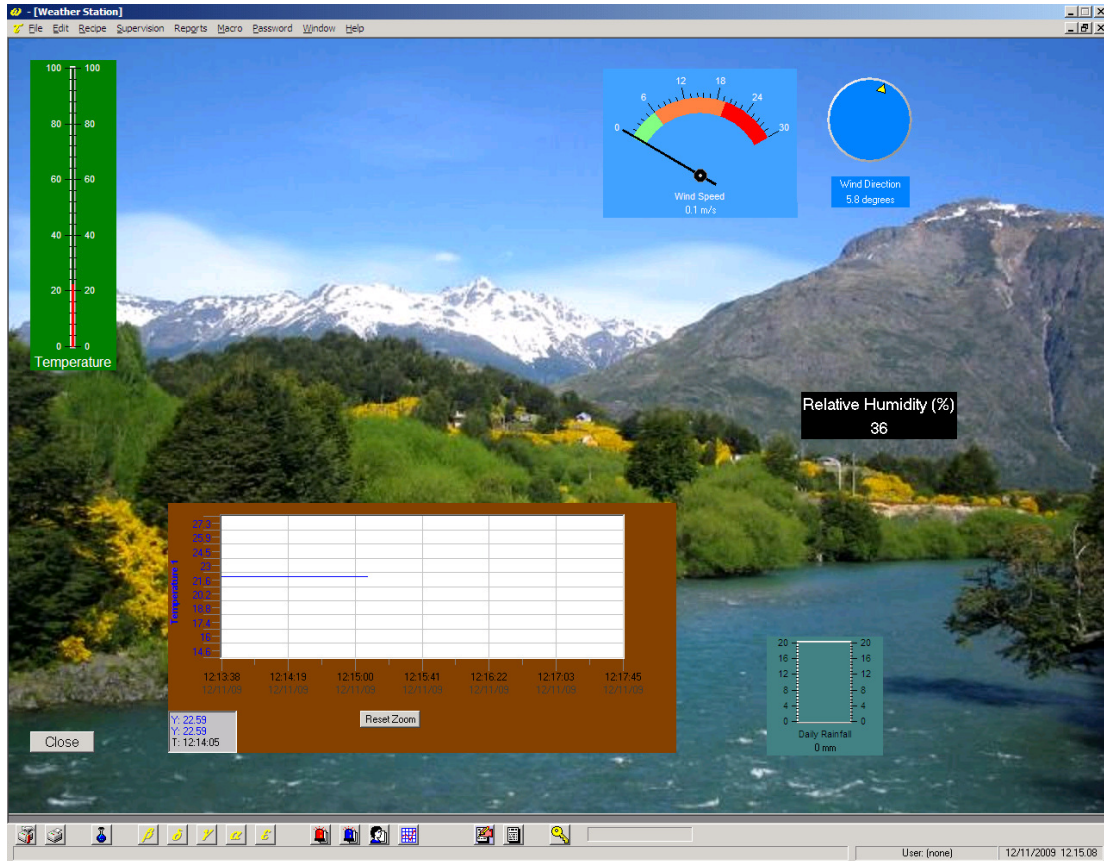 - [Weather Station]
File Edit Recipe Supervision Reports Macro Password Window Help
100 100
80 80
60 60
40 40
20 20
0 0
Temperature
0 6 12 18 24 30
Wind Speed
0.1 m/s
Wind Direction
5.8 degrees
Relative Humidity (%)
36
Temperature 1
27,3
25,9
24,5
23
21,6
20,2
18,8
17,4
16
14,6
12:13:38 12:14:19 12:15:00 12:15:41 12:16:22 12:17:03 12:17:45
12/11/09 12/11/09 12/11/09 12/11/09 12/11/09 12/11/09 12/11/09
Y: 22.59
Y: 22.59
T: 12:14:05
Reset Zoom
Close
20 20
16 16
12 12
8 8
4 4
0 0
Daily Rainfall
0 mm
User: (none) 12/11/2009 12.15.08